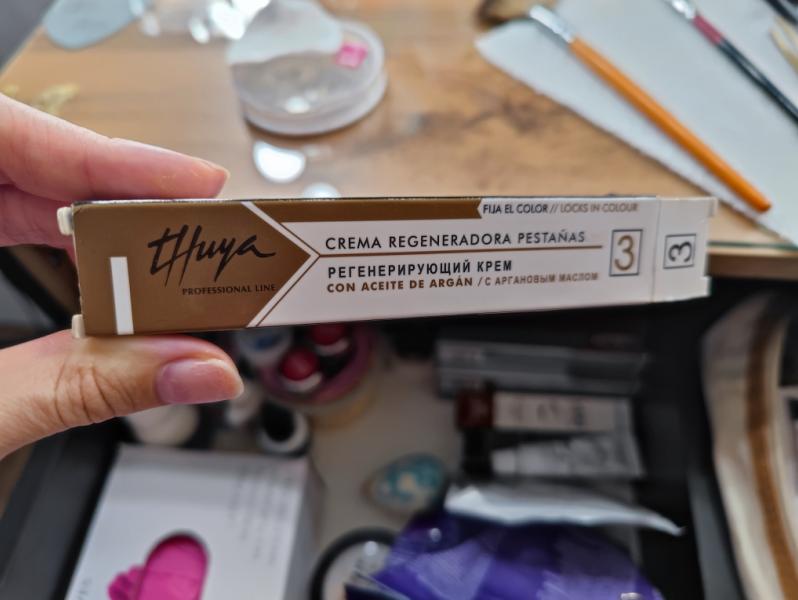 thuya
PROFESSIONAL LINE
FIJA EL COLOR // LOCKS IN COLOUR
CREMA REGENERADORA PESTAÑAS
РЕГЕНЕРИРУЮЩИЙ КРЕМ
CON ACEITE DE ARGÁN / С АРГАНОВЫМ МАСЛОМ
3
3